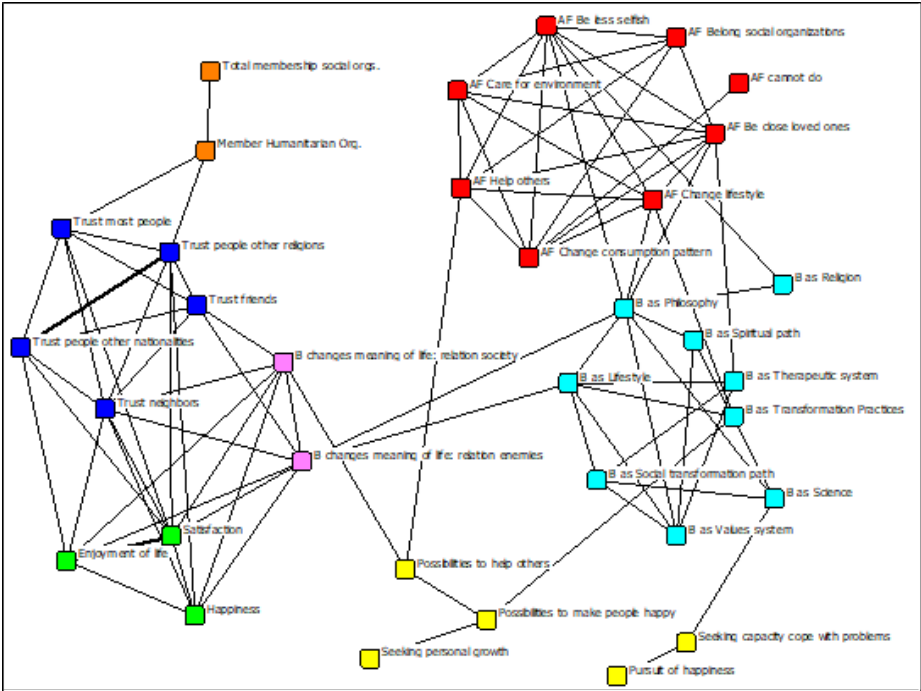 AF Be less selfish
AF Belong social organizations
Total membership social orgs.
AF Care for environment
AF cannot do
AF Be close loved ones
Member Humanitarian Org.
AF Help others
AF Change lifestyle
Trust most people
Trust people other religions
AF Change consumption pattern
B as Religion
Trust friends
B as Philosophy
B as Spiritual path
Trust people other nationalities
B changes meaning of life: relation society
B as Lifestyle
B as Therapeutic system
Trust neighbors
B as Transformation Practices
B changes meaning of life: relation enemies
B as Social transformation path
B as Science
Satisfaction
B as Values system
Enjoyment of life
Possibilities to help others
Happiness
Possibilities to make people happy
Seeking capacity cope with problems
Seeking personal growth
Pursuit of happiness